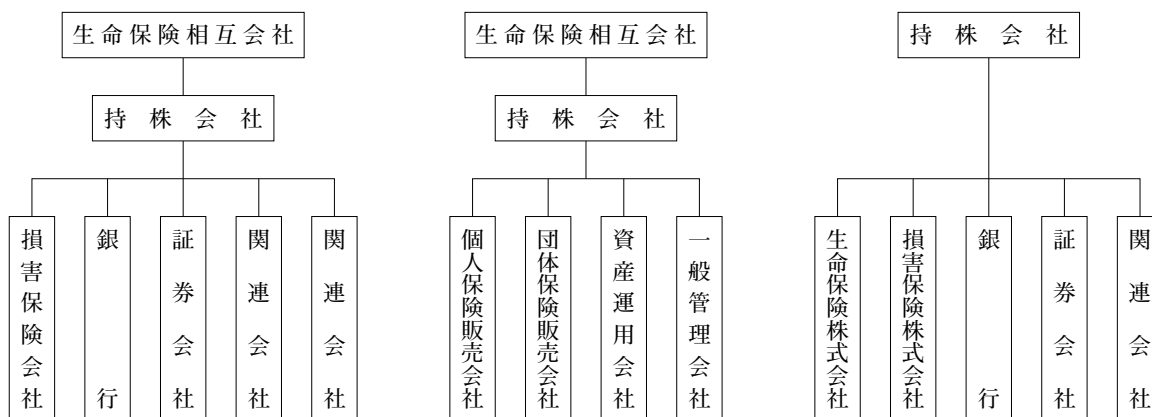 生命保険相互会社
持株会社
損害保険会社
銀行
証券会社
関連会社
関連会社
生命保険相互会社
持株会社
個人保険販売会社
団体保険販売会社
資産運用会社
一般管理会社
持株会社
生命保険株式会社
損害保険株式会社
銀行
証券会社
関連会社